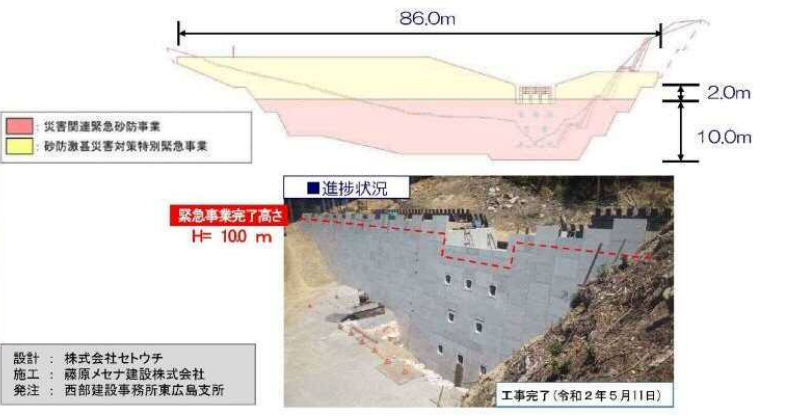 86.0m
2.0m
10.0m
：災害関連緊急砂防事業
：砂防激甚災害対策特別緊急事業
■進捗状況
緊急事業完了高さ
H= 10.0 m
設計 ： 株式会社セトウチ
施工 ： 藤原メセナ建設株式会社
発注 ： 西部建設事務所東広島支所
工事完了(令和２年５月11日)